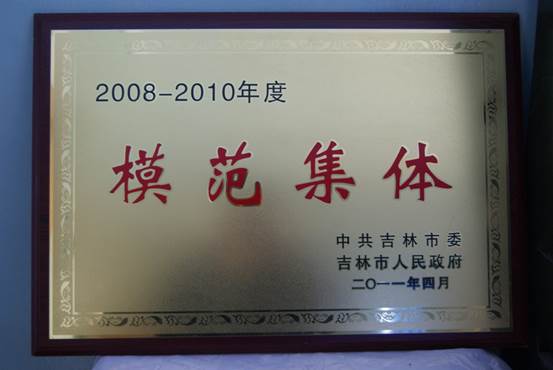 2008-2010年度
模范集体
中共吉林市委
吉林市人民政府
二〇一一年四月